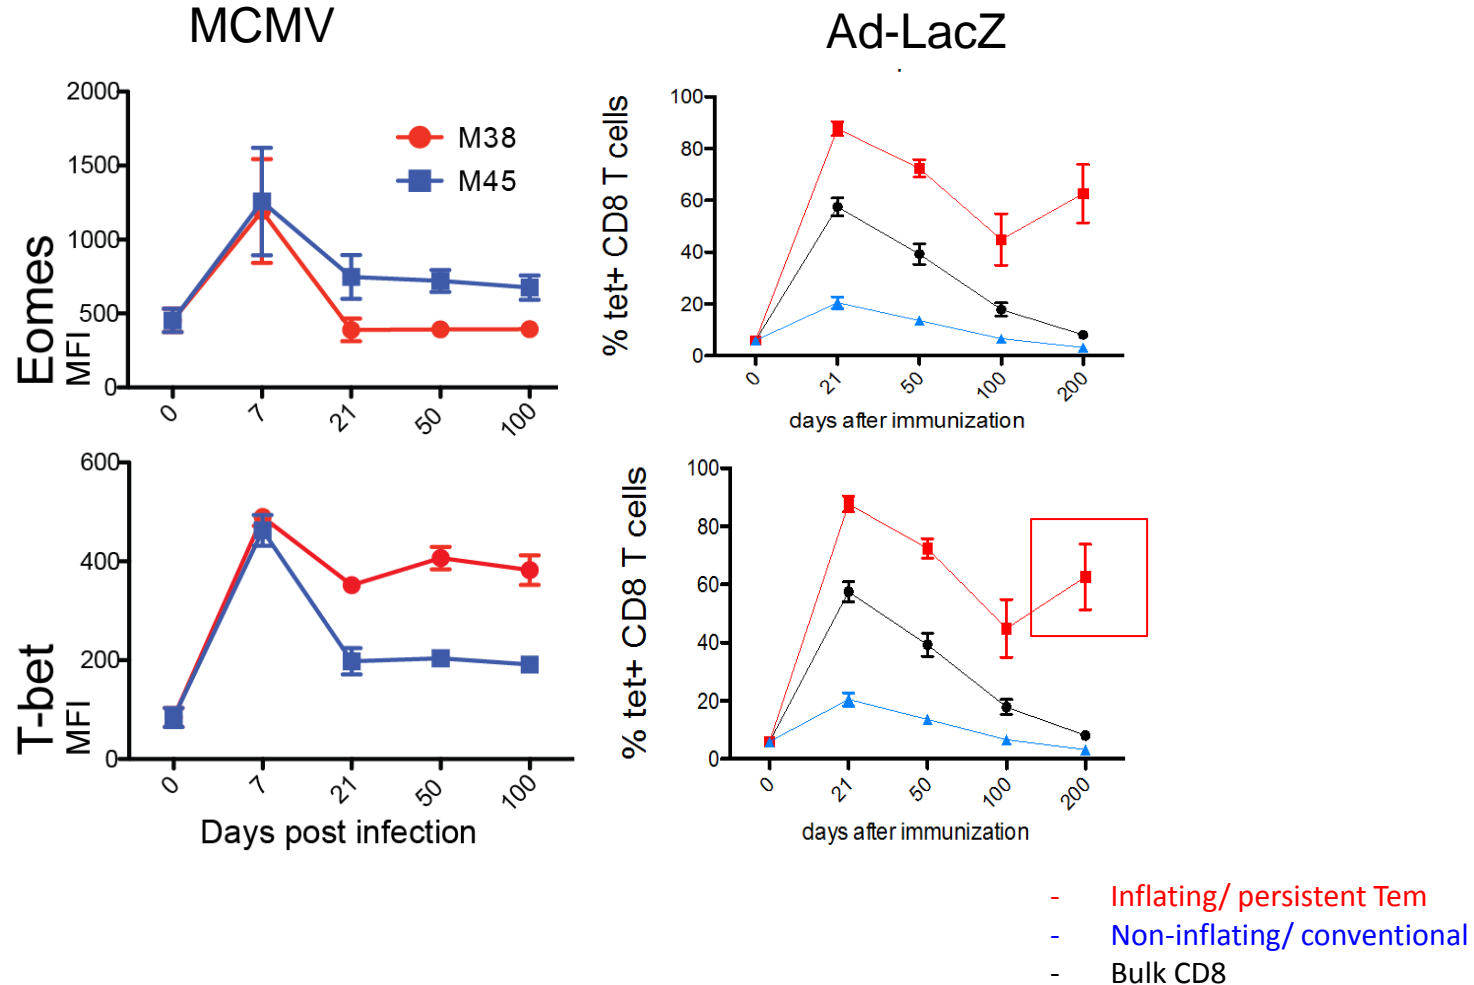 MCMV
Ad-LacZ
Eomes
MFI
2000
1500
1000
500
0
M38
M45
0
7
21
50
100
% tet+ CD8 T cells
100
80
60
40
20
0
0
21
50
100
200
days after immunization
T-bet
MFI
600
400
200
0
0
7
21
50
100
Days post infection
% tet+ CD8 T cells
100
80
60
40
20
0
0
21
50
100
200
days after immunization
- Inflating/ persistent Tem
- Non-inflating/ conventional
- Bulk CD8